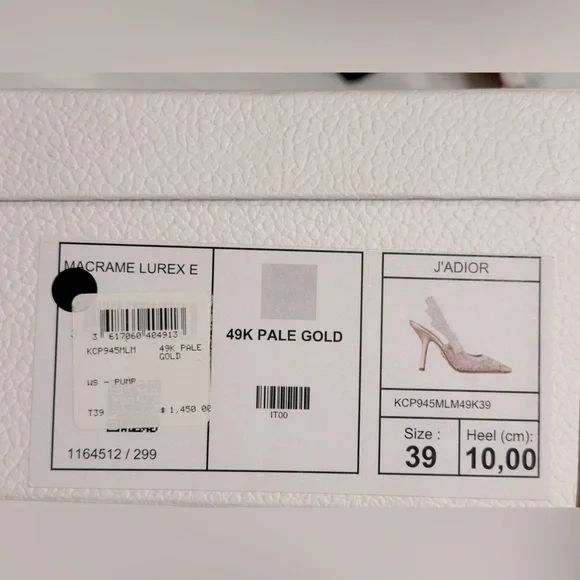 MACRAME LUREX E
3 617060 404913
KCP945MLM 49K PALE
GOLD
WS - PUMP
T39 $ 1,450.00
1164512 / 299
49K PALE GOLD
IT00
J'ADIOR
KCP945MLM49K39
Size :
39
Heel (cm):
10,00